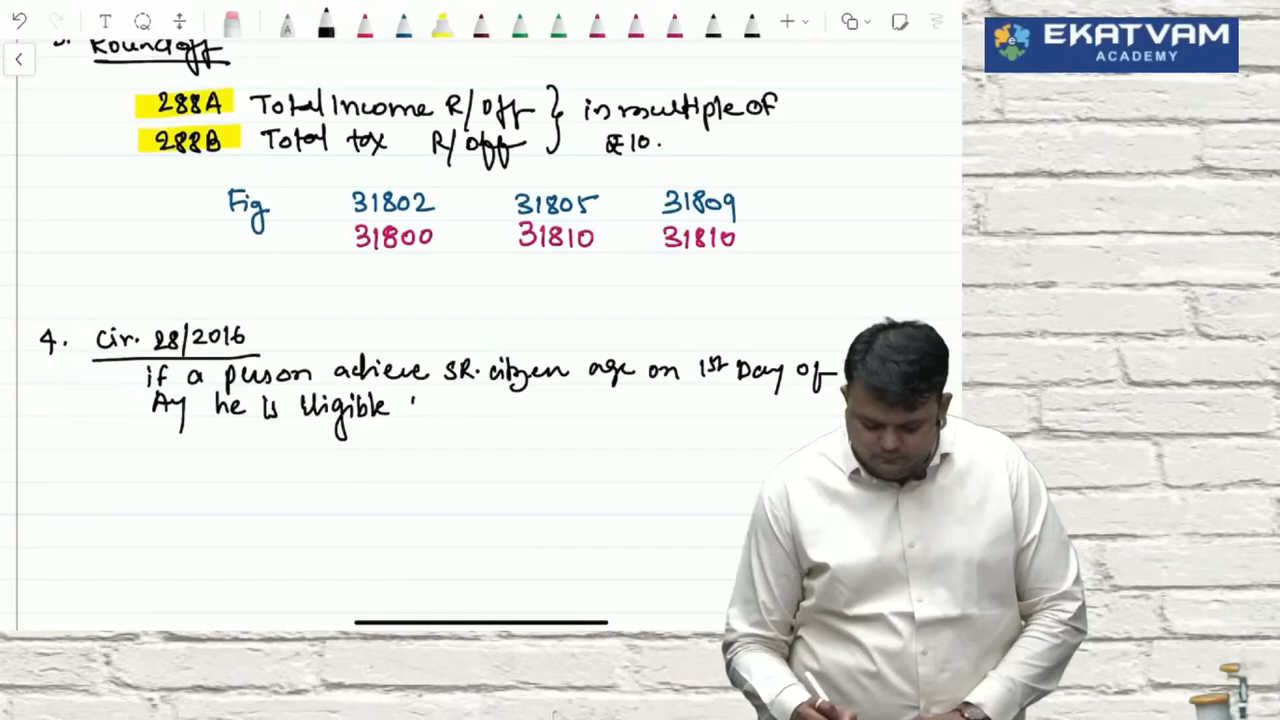 3. Roundoff
EKATVAM
ACADEMY
288A Total Income R/off } in multiple of
288B Total tax R/off ₹10.
Fig 31802 31805 31809
31800 31810 31810
4. Cir. 28/2016
if a person achieve SR. citizen age on 1st Day of
Ay he is eligible